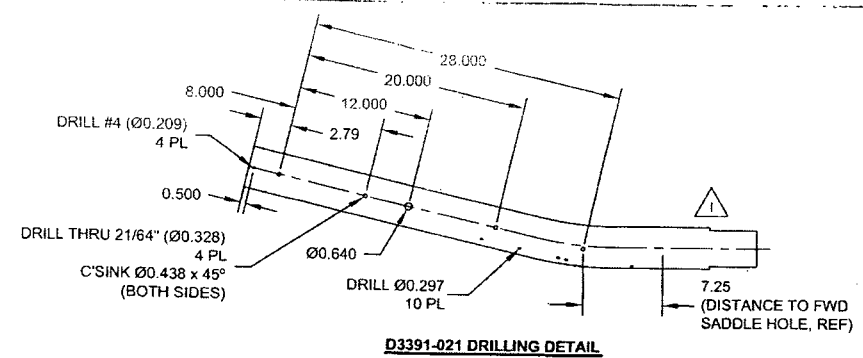 28.000
20.000
8.000
12.000
2.79
DRILL #4 (Ø0.209)
4 PL
0.500
DRILL THRU 21/64" (Ø0.328)
4 PL
C'SINK Ø0.438 x 45°
(BOTH SIDES)
Ø0.640
DRILL Ø0.297
10 PL
1
7.25
(DISTANCE TO FWD
SADDLE HOLE, REF)
D3391-021 DRILLING DETAIL